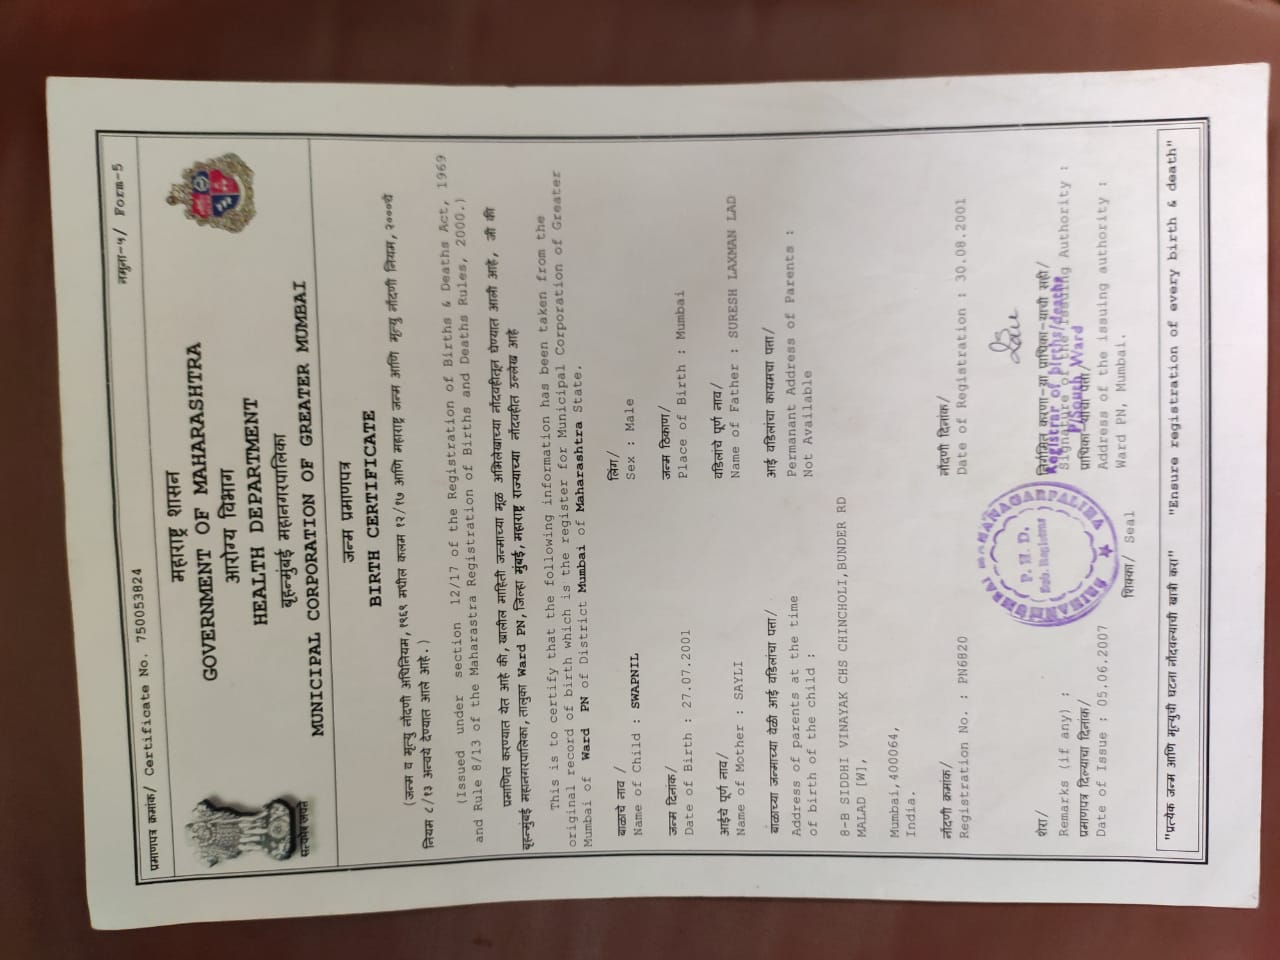 प्रमाणपत्र क्रमांक/ Certificate No. 750053824
नमुना-५/ Form-5
महाराष्ट्र शासन
GOVERNMENT OF MAHARASHTRA
आरोग्य विभाग
HEALTH DEPARTMENT
बृहन्मुंबई महानगरपालिका
MUNICIPAL CORPORATION OF GREATER MUMBAI
सत्यमेव जयते
जन्म प्रमाणपत्र
BIRTH CERTIFICATE
(जन्म व मृत्यु नोंदणी अधिनियम, १९६९ मधील कलम १२/१७ आणि महाराष्ट्र जन्म आणि मृत्यु नोंदणी नियम, २०००चे
नियम ८/१३ अन्वये देण्यात आले आहे.)
(Issued under section 12/17 of the Registration of Births & Deaths Act, 1969
and Rule 8/13 of the Maharastra Registration of Births and Deaths Rules, 2000.)
प्रमाणित करण्यात येत आहे की, खालील माहिती जन्माच्या मूळ अभिलेखाच्या नोंदवहीतून घेण्यात आली आहे, जी की
बृहन्मुंबई महानगरपालिका, तालुका Ward PN, जिल्हा मुंबई, महाराष्ट्र राज्याच्या नोंदवहीत उल्लेख आहे
This is to certify that the following information has been taken from the
original record of birth which is the register for Municipal Corporation of Greater
Mumbai of Ward PN of District Mumbai of Maharashtra State.
बाळाचे नाव /
Name of Child : SWAPNIL
लिंग/
Sex : Male
जन्म दिनांक/
Date of Birth : 27.07.2001
जन्म ठिकाण/
Place of Birth : Mumbai
आईचे पूर्ण नाव/
Name of Mother : SAYLI
वडिलांचे पूर्ण नाव/
Name of Father : SURESH LAXMAN LAD
बाळाच्या जन्माच्या वेळी आई वडिलांचा पत्ता/
Address of parents at the time
of birth of the child :
आई वडिलांचा कायमचा पत्ता/
Permanant Address of Parents :
Not Available
8-B SIDDHI VINAYAK CHS CHINCHOLI,BUNDER RD
MALAD [W],
Mumbai,400064,
India.
नोंदणी क्रमांक/
Registration No. : PN6820
नोंदणी दिनांक/
Date of Registration : 30.08.2001
BRIHANMUMBAI MAHANAGARPALIKA
P. H. D.
Sub. Registrar
शेरा/
Remarks (if any) :
प्रमाणपत्र दिल्याचा दिनांक/
Date of Issue : 05.06.2007
शिक्का/ Seal
निर्गमित करणा-या प्राधिका-याची सही/
Registrar of births/deaths
Signature of the Issuing Authority :
P/South Ward
प्राधिका-याचा पत्ता/
Address of the issuing authority :
Ward PN, Mumbai.
"प्रत्येक जन्म आणि मृत्युची घटना नोंदवल्याची खात्री करा" "Ensure registration of every birth & death"